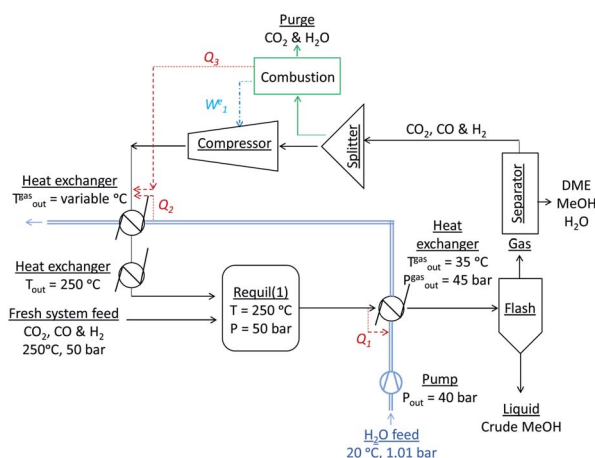 Purge
CO₂ & H₂O
Q₃
Combustion
Wᵉ₁
Compressor
Splitter
CO₂, CO & H₂
Separator
DME
MeOH
H₂O
Heat exchanger
Tᵍᵃˢₒᵤₜ = variable °C
Q₂
Heat exchanger
Tₒᵤₜ = 250 °C
Fresh system feed
CO₂, CO & H₂
250°C, 50 bar
Requil(1)
T = 250 °C
P = 50 bar
Heat
exchanger
Tᵍᵃˢₒᵤₜ = 35 °C
Pᵍᵃˢₒᵤₜ = 45 bar
Q₁
Gas
Flash
Pump
Pₒᵤₜ = 40 bar
Liquid
Crude MeOH
H₂O feed
20 °C, 1.01 bar